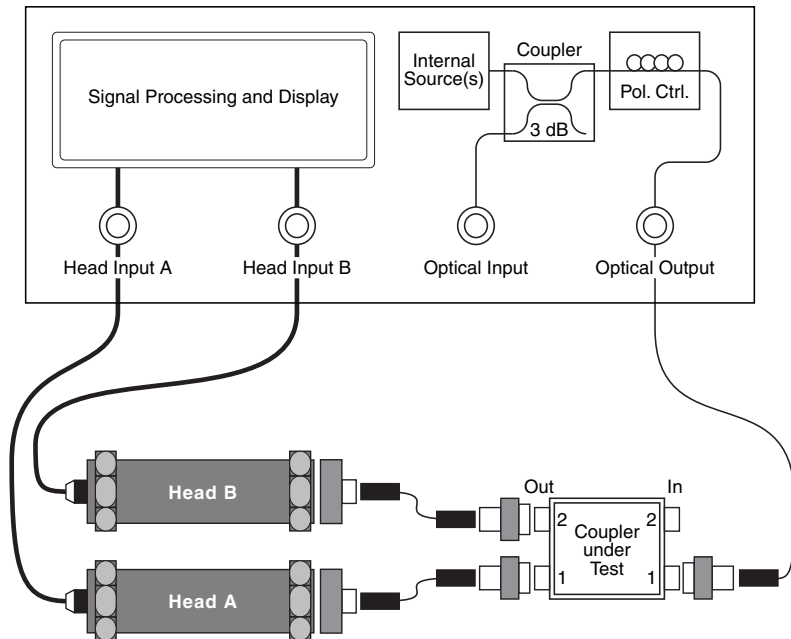 Signal Processing and Display
Internal
Source(s)
Coupler
3 dB
Pol. Ctrl.
Head Input A
Head Input B
Optical Input
Optical Output
Head B
Out
In
2
2
Coupler
under
Test
1
1
Head A